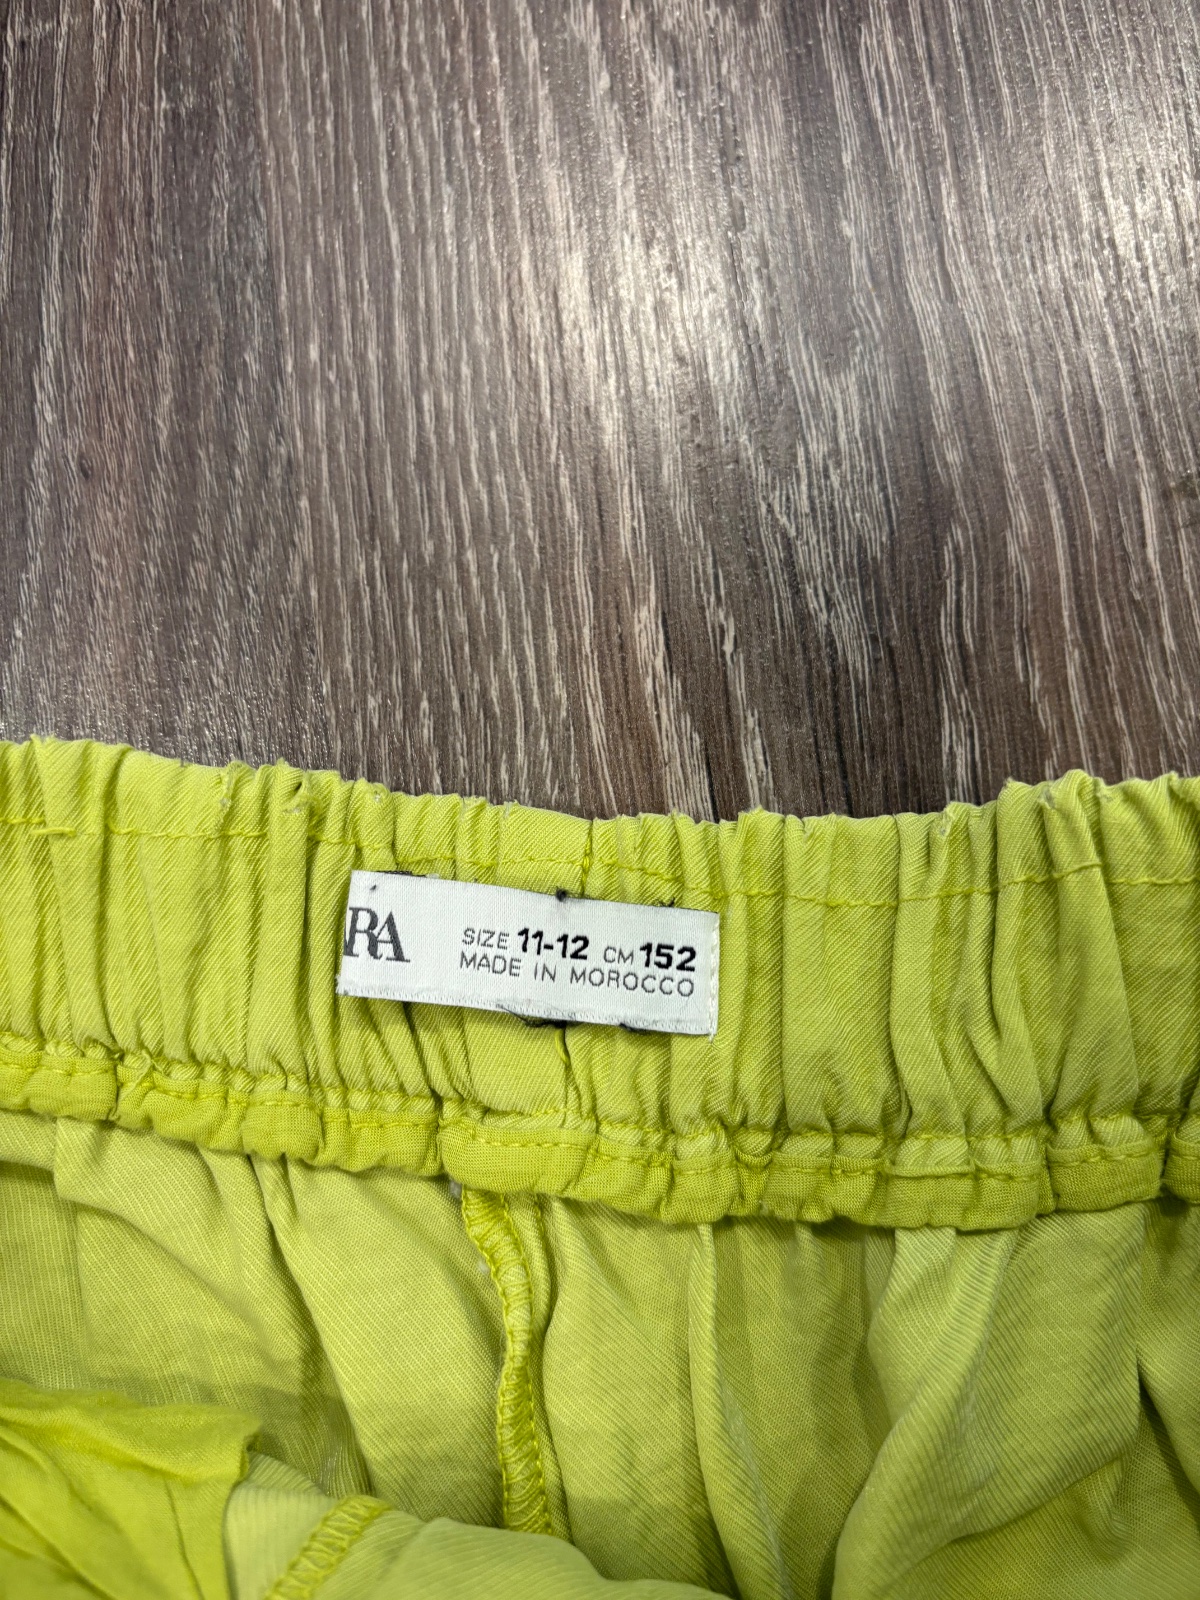 RA
SIZE 11-12 CM 152
MADE IN MOROCCO